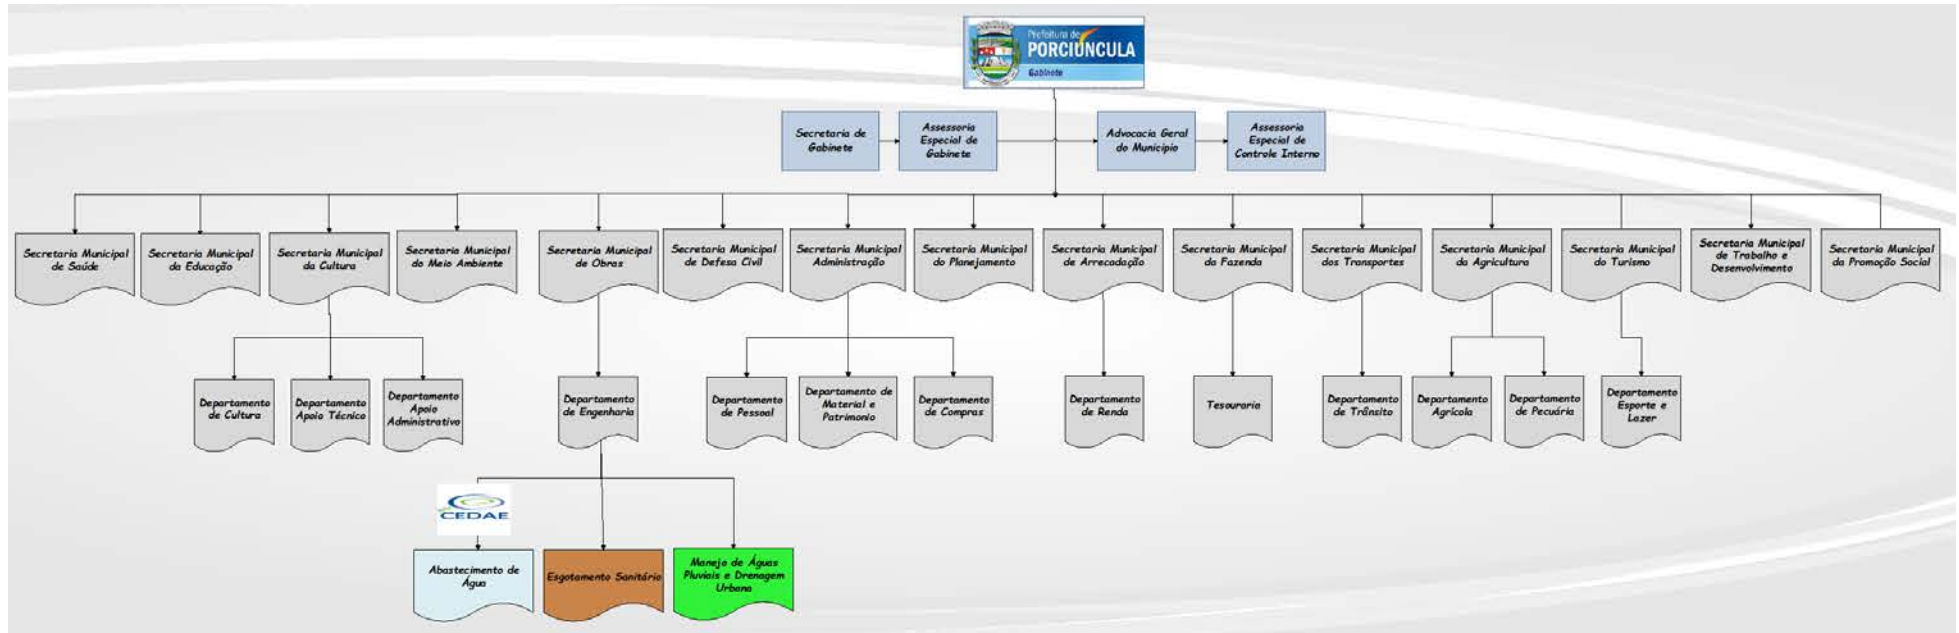 Prefeitura de
PORCIÚNCULA
Gabinete
Secretaria de
Gabinete
Assessoria
Especial de
Gabinete
Advocacia Geral
do Município
Assessoria
Especial de
Controle Interno
Secretaria Municipal
de Saúde
Secretaria Municipal
da Educação
Secretaria Municipal
da Cultura
Secretaria Municipal
do Meio Ambiente
Secretaria Municipal
de Obras
Secretaria Municipal
de Defesa Civil
Secretaria Municipal
Administração
Secretaria Municipal
do Planejamento
Secretaria Municipal
de Arrecadação
Secretaria Municipal
da Fazenda
Secretaria Municipal
dos Transportes
Secretaria Municipal
da Agricultura
Secretaria Municipal
do Turismo
Secretaria Municipal
de Trabalho e
Desenvolvimento
Secretaria Municipal
da Promoção Social
Departamento
de Cultura
Departamento
Apoio Técnico
Departamento
Apoio
Administrativo
Departamento
de Engenharia
Departamento
de Pessoal
Departamento de
Material e
Patrimonio
Departamento
de Compras
Departamento
de Renda
Tesouraria
Departamento
de Trânsito
Departamento
Agrícola
Departamento
de Pecuária
Departamento
Esporte e
Lazer
CEDAE
Abastecimento de
Água
Esgotamento Sanitário
Manejo de Águas
Pluviais e Drenagem
Urbana